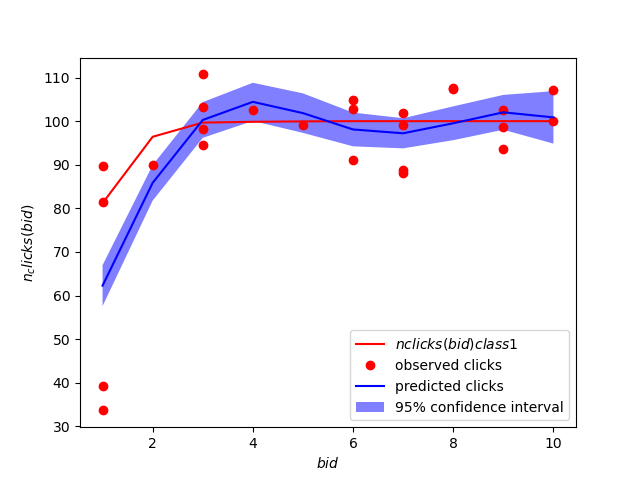 110
100
90
80
70
60
50
40
30
n_clicks(bid)
2
4
6
8
10
bid
nclicks(bid)class1
observed clicks
predicted clicks
95% confidence interval